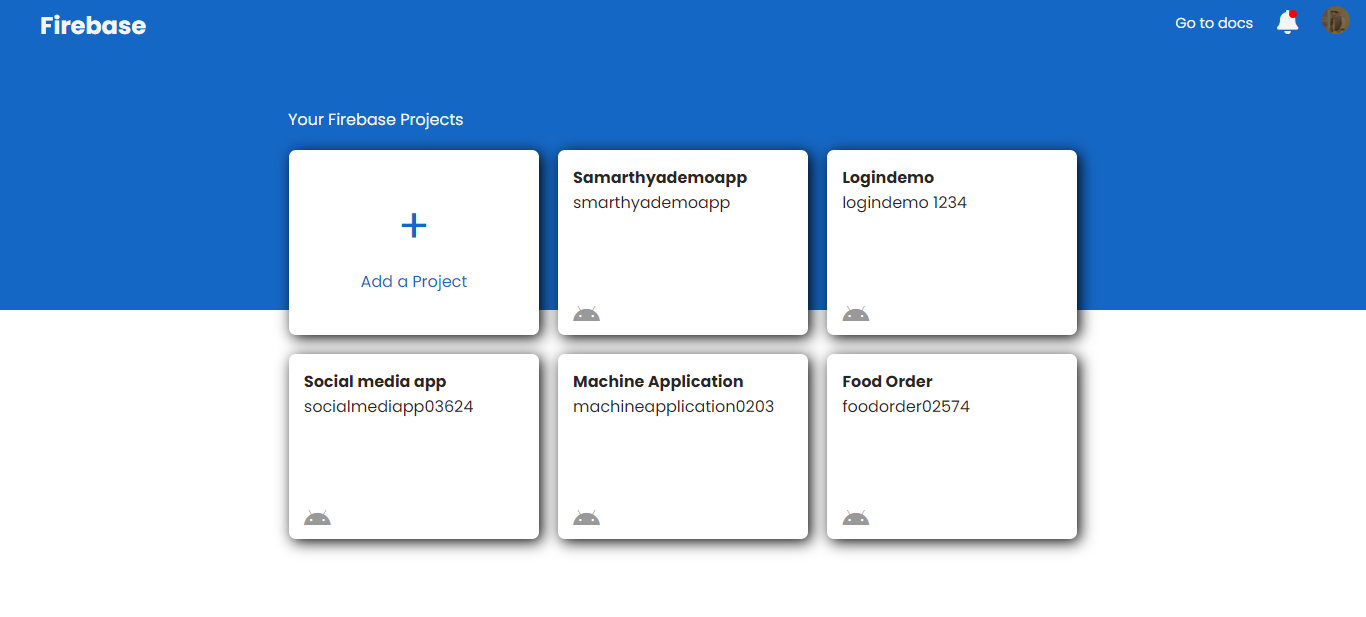 Firebase
Go to docs
Your Firebase Projects
Add a Project
Samarthyademoapp
smarthyademoapp
Logindemo
logindemo 1234
Social media app
socialmediapp03624
Machine Application
machineapplication0203
Food Order
foodorder02574